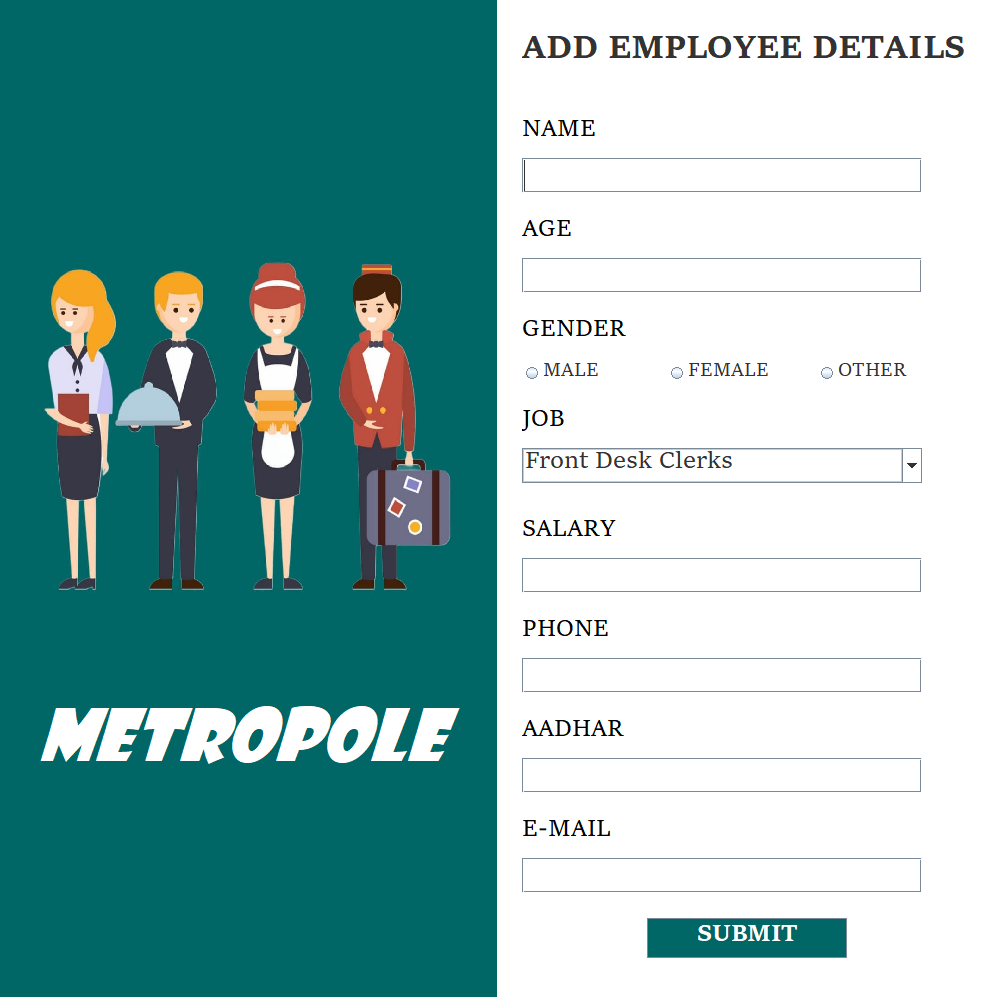 ADD EMPLOYEE DETAILS
NAME
AGE
GENDER
MALE FEMALE OTHER
JOB
Front Desk Clerks
SALARY
PHONE
AADHAR
E-MAIL
SUBMIT
METROPOLE